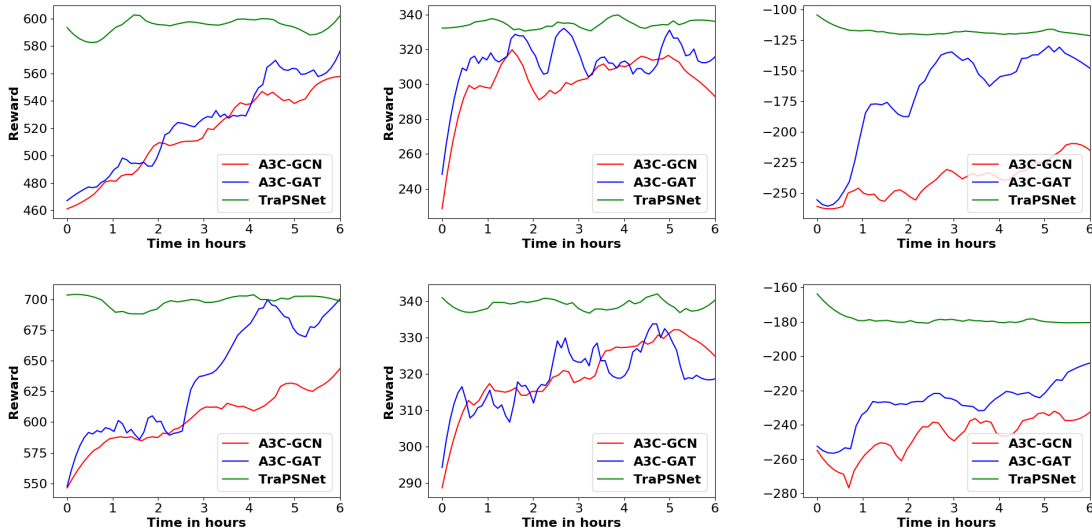 600
580
560
540
520
500
480
460
Reward
A3C-GCN
A3C-GAT
TraPSNet
0 1 2 3 4 5 6
Time in hours
340
320
300
280
260
240
Reward
A3C-GCN
A3C-GAT
TraPSNet
0 1 2 3 4 5 6
Time in hours
−100
−125
−150
−175
−200
−225
−250
Reward
A3C-GCN
A3C-GAT
TraPSNet
0 1 2 3 4 5 6
Time in hours
700
675
650
625
600
575
550
Reward
A3C-GCN
A3C-GAT
TraPSNet
0 1 2 3 4 5 6
Time in hours
340
330
320
310
300
290
Reward
A3C-GCN
A3C-GAT
TraPSNet
0 1 2 3 4 5 6
Time in hours
−160
−180
−200
−220
−240
−260
−280
Reward
A3C-GCN
A3C-GAT
TraPSNet
0 1 2 3 4 5 6
Time in hours